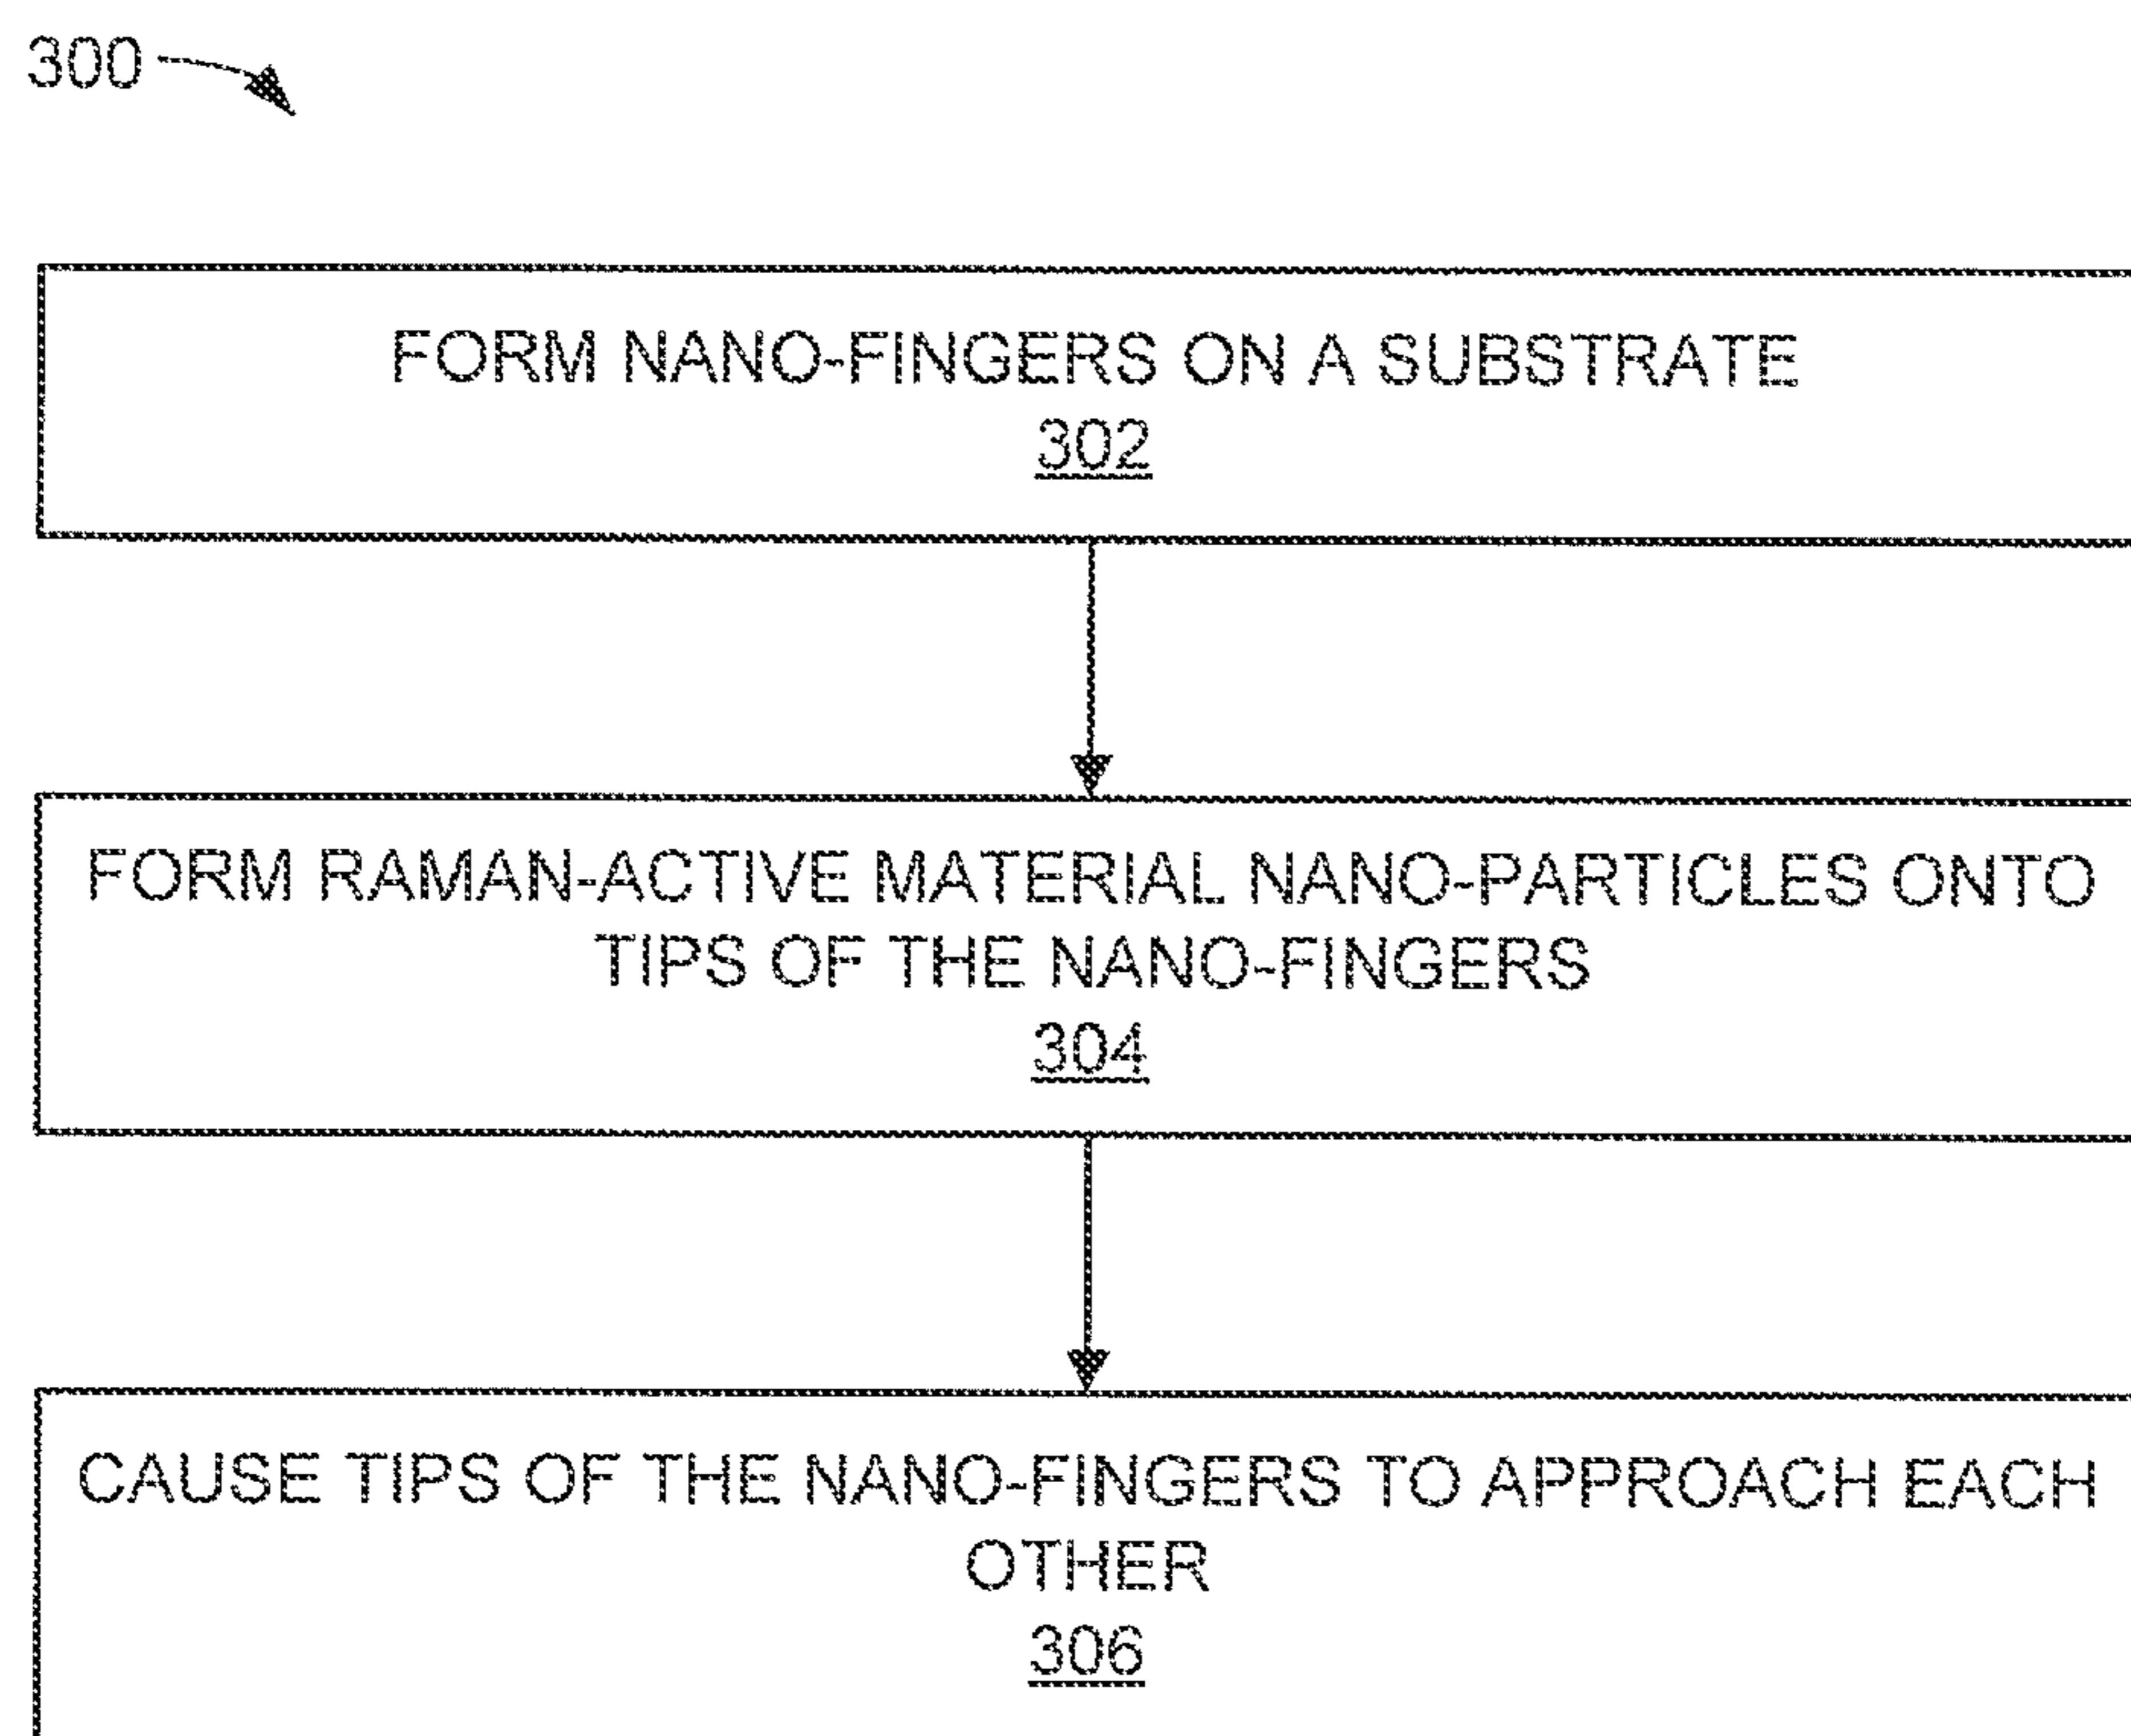 300
FORM NANO-FINGERS ON A SUBSTRATE
302
FORM RAMAN-ACTIVE MATERIAL NANO-PARTICLES ONTO
TIPS OF THE NANO-FINGERS
304
CAUSE TIPS OF THE NANO-FINGERS TO APPROACH EACH
OTHER
306